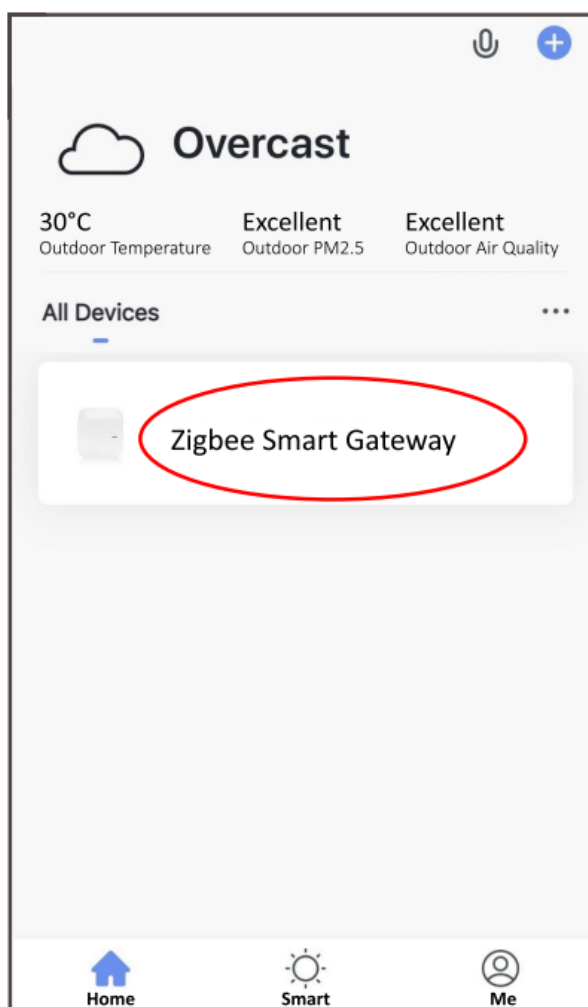 Overcast
30°C Excellent Excellent
Outdoor Temperature Outdoor PM2.5 Outdoor Air Quality
All Devices
Zigbee Smart Gateway
Home Smart Me